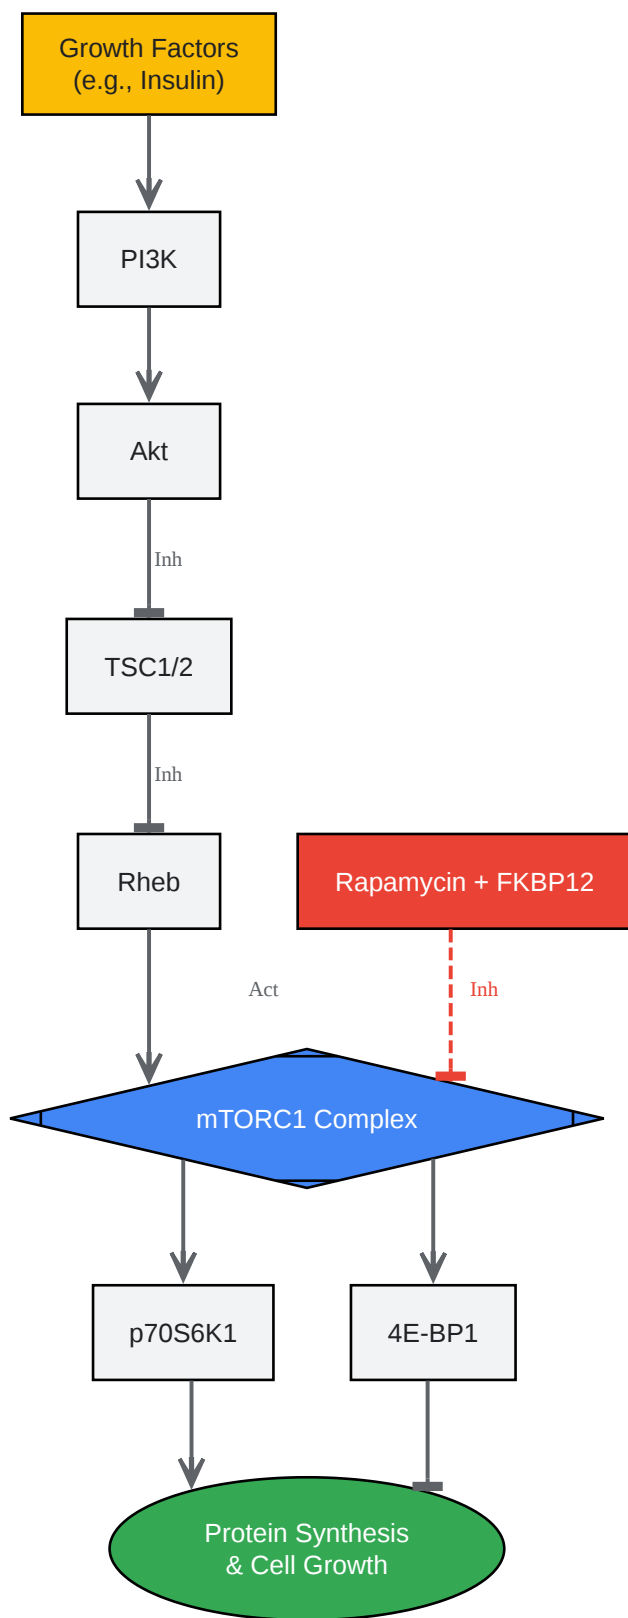 Growth Factors
(e.g., Insulin)
PI3K
Akt
Inh
TSC1/2
Inh
Rheb
Rapamycin + FKBP12
Act
Inh
mTORC1 Complex
p70S6K1
4E-BP1
Protein Synthesis
& Cell Growth